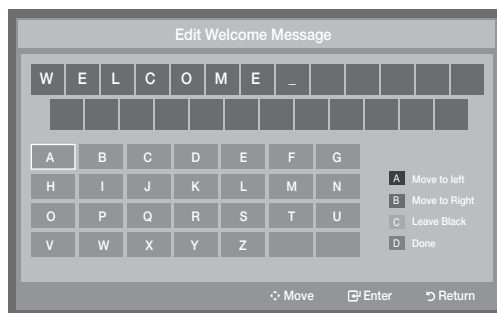 Edit Welcome Message
W E L C O M E _
A B C D E F G
H I J K L M N
O P Q R S T U
V W X Y Z
A Move to left
B Move to Right
C Leave Black
D Done
Move Enter Return